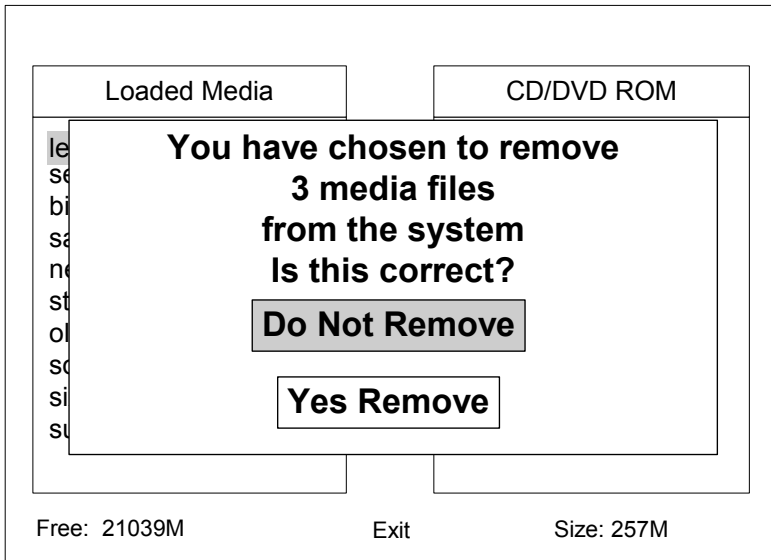 Loaded Media
CD/DVD ROM
You have chosen to remove
3 media files
from the system
Is this correct?
Do Not Remove
Yes Remove
Free: 21039M
Exit
Size: 257M